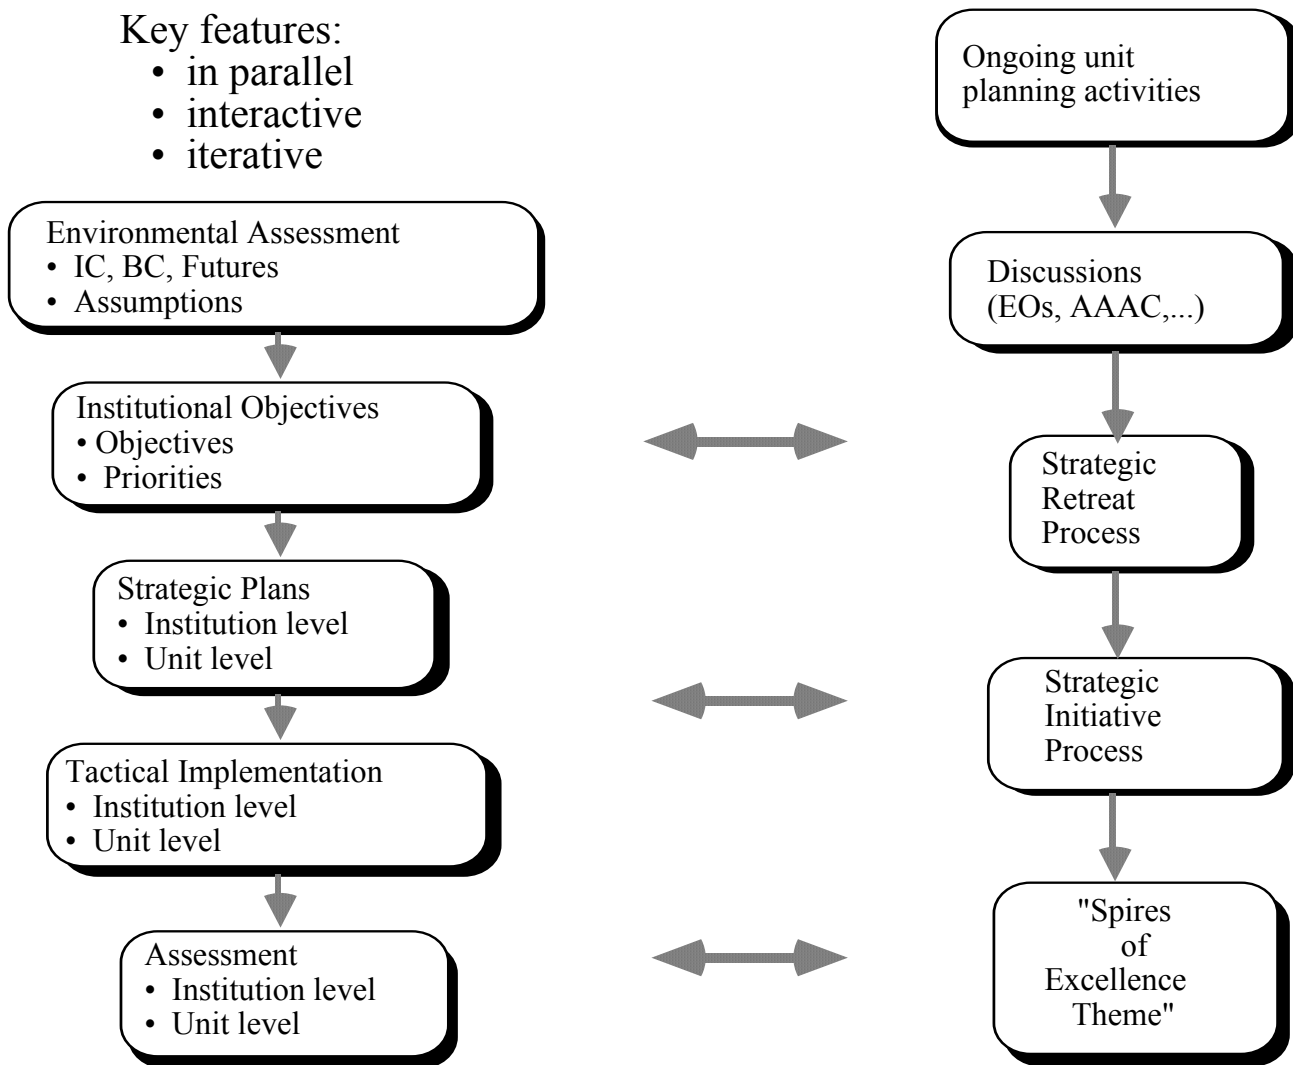 Key features:
• in parallel
• interactive
• iterative
Environmental Assessment
• IC, BC, Futures
• Assumptions
Institutional Objectives
• Objectives
• Priorities
Strategic Plans
• Institution level
• Unit level
Tactical Implementation
• Institution level
• Unit level
Assessment
• Institution level
• Unit level
Ongoing unit
planning activities
Discussions
(EOs, AAAC,...)
Strategic
Retreat
Process
Strategic
Initiative
Process
"Spires
of
Excellence
Theme"